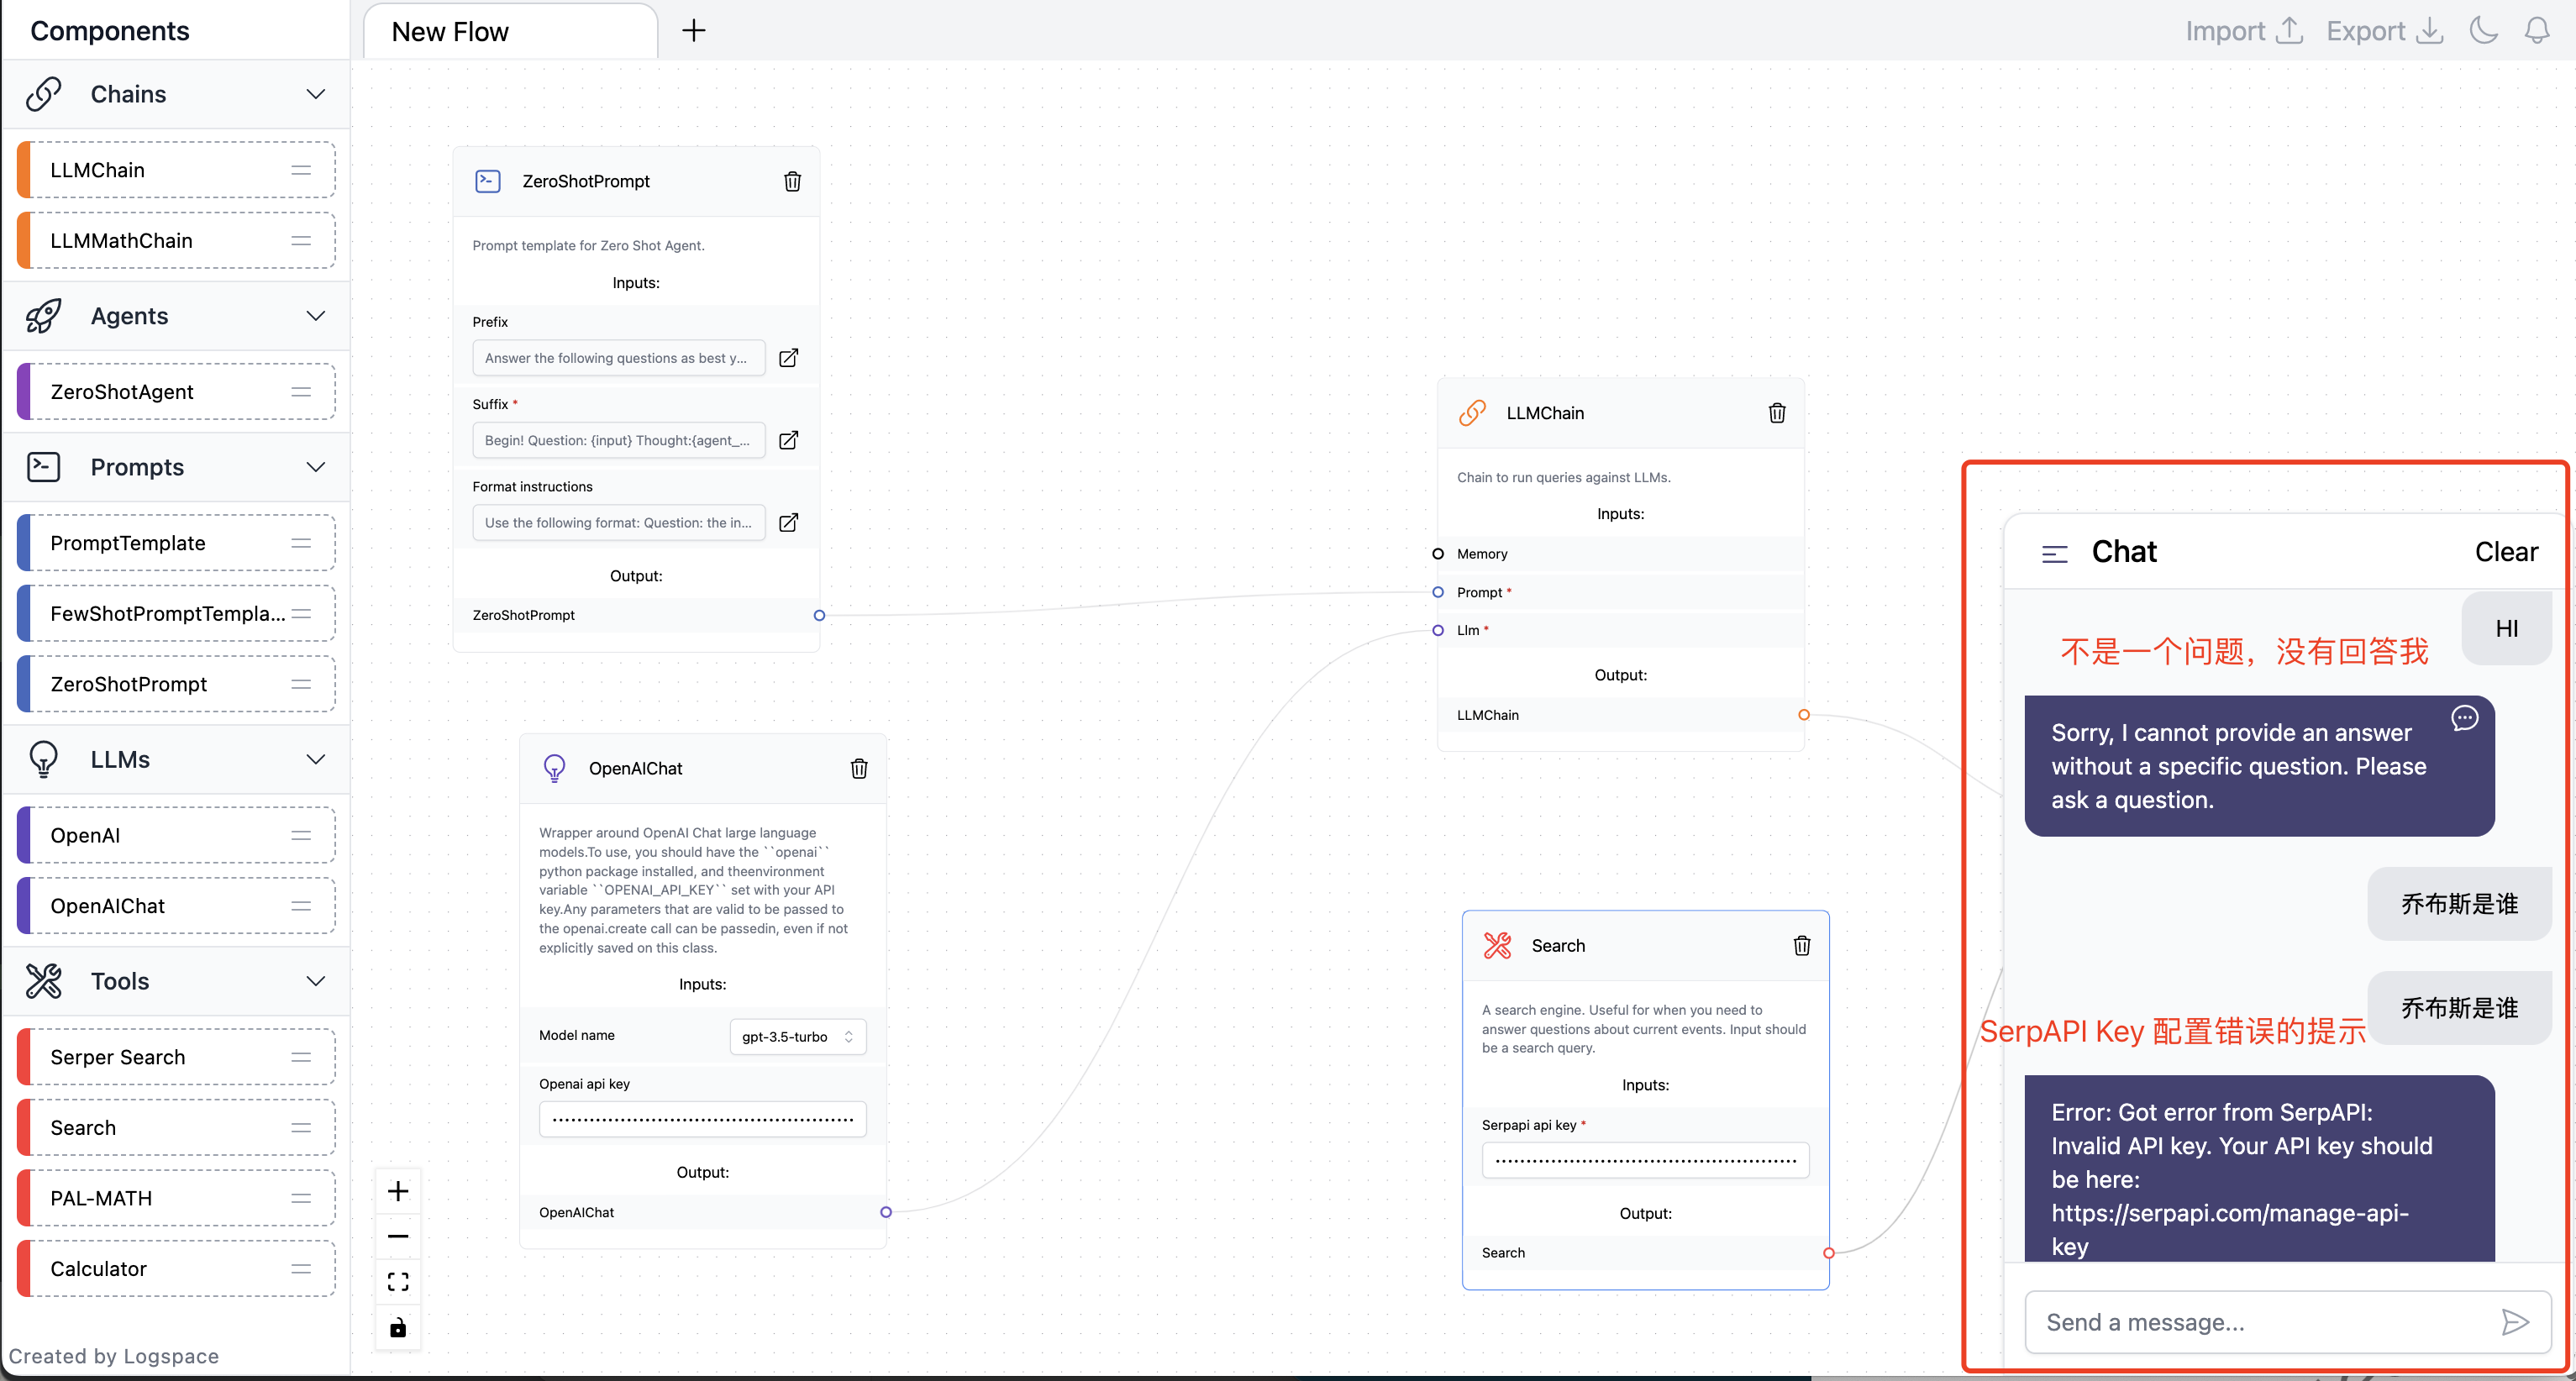 Components
New Flow
Import
Export
Chains
LLMChain
LLMMathChain
Agents
ZeroShotAgent
Prompts
PromptTemplate
FewShotPromptTempla...
ZeroShotPrompt
LLMs
OpenAI
OpenAIChat
Tools
Serper Search
Search
PAL-MATH
Calculator
Created by Logspace
ZeroShotPrompt
Prompt template for Zero Shot Agent.
Inputs:
Prefix
Answer the following questions as best y...
Suffix *
Begin! Question: {input} Thought:{agent_...
Format instructions
Use the following format: Question: the in...
Output:
ZeroShotPrompt
OpenAIChat
Wrapper around OpenAI Chat large language
models.To use, you should have the ``openai``
python package installed, and theenvironment
variable ``OPENAI_API_KEY`` set with your API
key.Any parameters that are valid to be passed to
the openai.create call can be passedin, even if not
explicitly saved on this class.
Inputs:
Model name
gpt-3.5-turbo
Openai api key
Output:
OpenAIChat
LLMChain
Chain to run queries against LLMs.
Inputs:
Memory
Prompt *
Llm *
Output:
LLMChain
Search
A search engine. Useful for when you need to
answer questions about current events. Input should
be a search query.
Inputs:
Serpapi api key *
Output:
Search
Chat
Clear
HI
不是一个问题，没有回答我
Sorry, I cannot provide an answer
without a specific question. Please
ask a question.
乔布斯是谁
乔布斯是谁
SerpAPI Key 配置错误的提示
Error: Got error from SerpAPI:
Invalid API key. Your API key should
be here:
https://serpapi.com/manage-api-
key
Send a message...